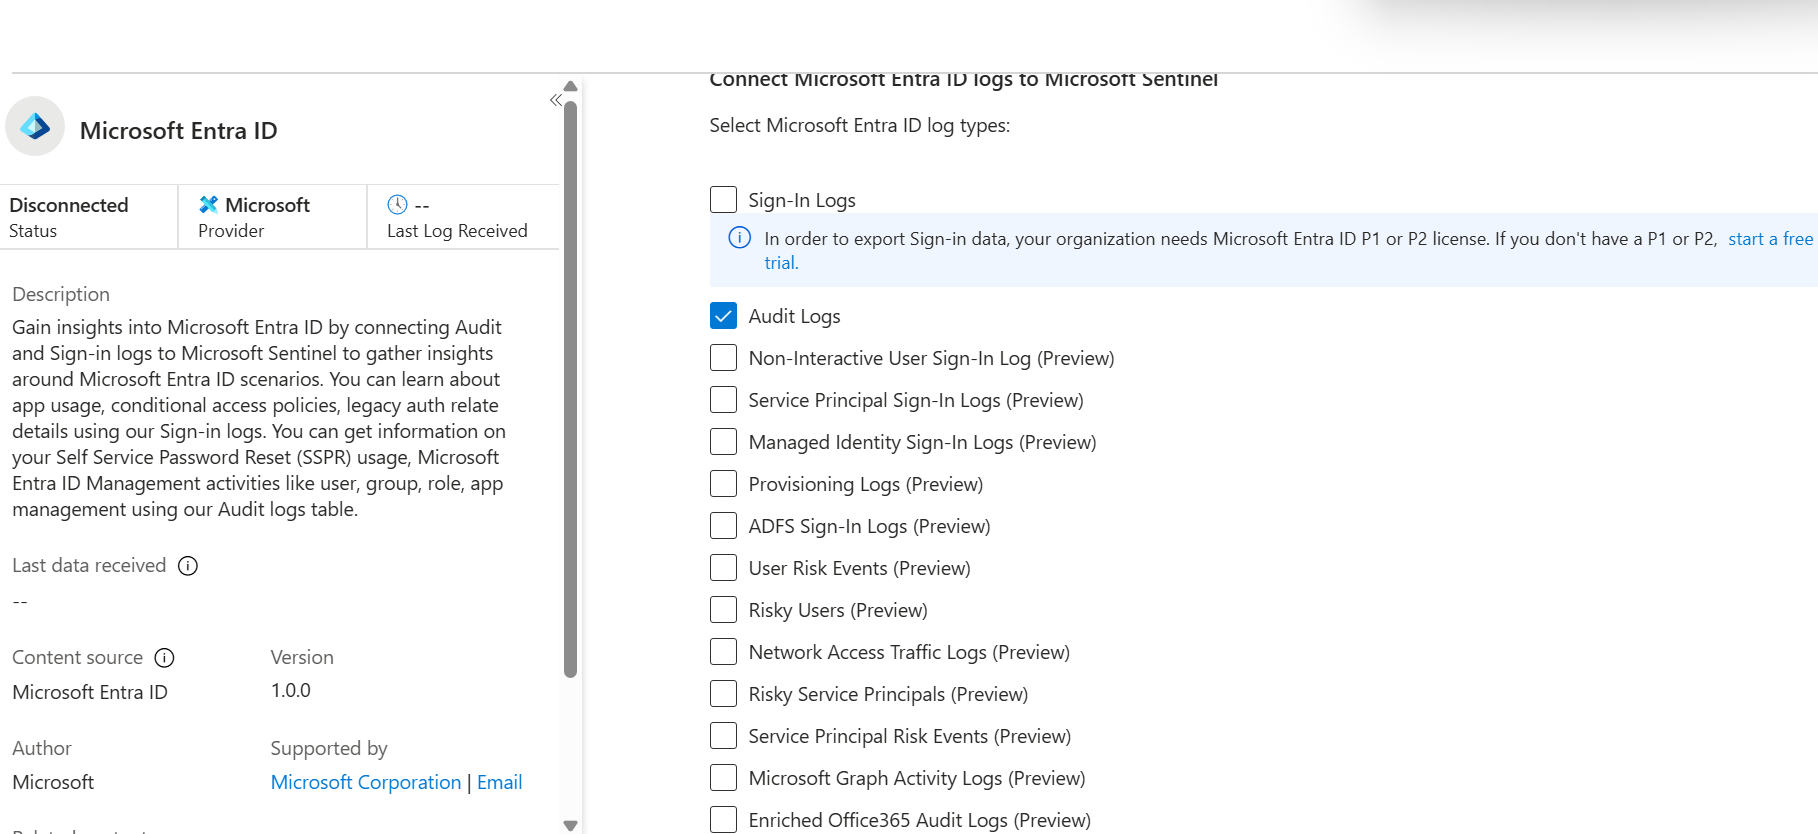 Microsoft Entra ID
Disconnected
Status
Microsoft
Provider
--
Last Log Received
Description
Gain insights into Microsoft Entra ID by connecting Audit
and Sign-in logs to Microsoft Sentinel to gather insights
around Microsoft Entra ID scenarios. You can learn about
app usage, conditional access policies, legacy auth relate
details using our Sign-in logs. You can get information on
your Self Service Password Reset (SSPR) usage, Microsoft
Entra ID Management activities like user, group, role, app
management using our Audit logs table.
Last data received
--
Content source
Microsoft Entra ID
Version
1.0.0
Author
Microsoft
Supported by
Microsoft Corporation | Email
Connect Microsoft Entra ID logs to Microsoft Sentinel
Select Microsoft Entra ID log types:
Sign-In Logs
In order to export Sign-in data, your organization needs Microsoft Entra ID P1 or P2 license. If you don't have a P1 or P2, start a free
trial.
Audit Logs
Non-Interactive User Sign-In Log (Preview)
Service Principal Sign-In Logs (Preview)
Managed Identity Sign-In Logs (Preview)
Provisioning Logs (Preview)
ADFS Sign-In Logs (Preview)
User Risk Events (Preview)
Risky Users (Preview)
Network Access Traffic Logs (Preview)
Risky Service Principals (Preview)
Service Principal Risk Events (Preview)
Microsoft Graph Activity Logs (Preview)
Enriched Office365 Audit Logs (Preview)